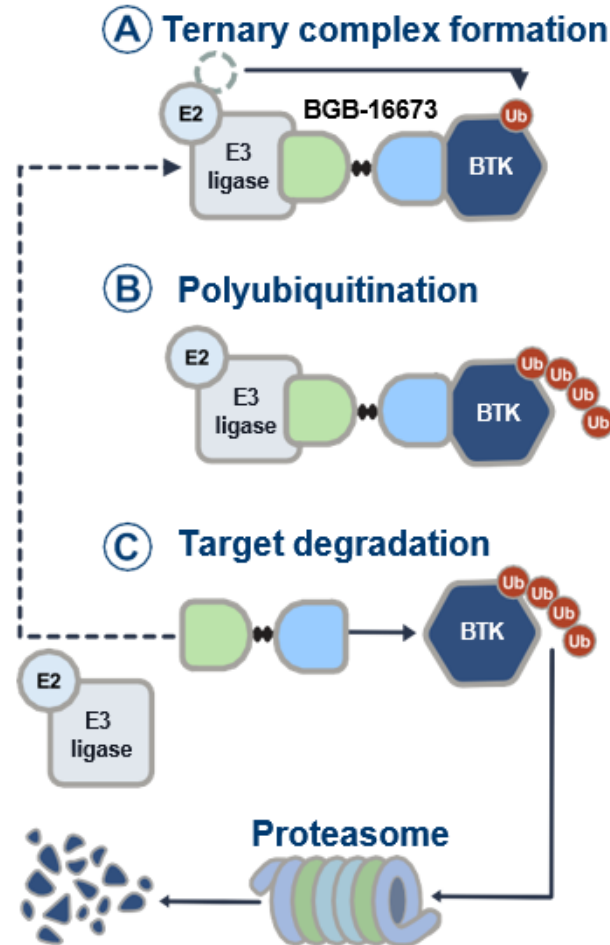 A Ternary complex formation
E2
BGB-16673
Ub
E3
ligase
BTK
B Polyubiquitination
E2
E3
ligase
BTK
Ub
Ub
Ub
Ub
C Target degradation
BTK
Ub
Ub
Ub
Ub
E2
E3
ligase
Proteasome